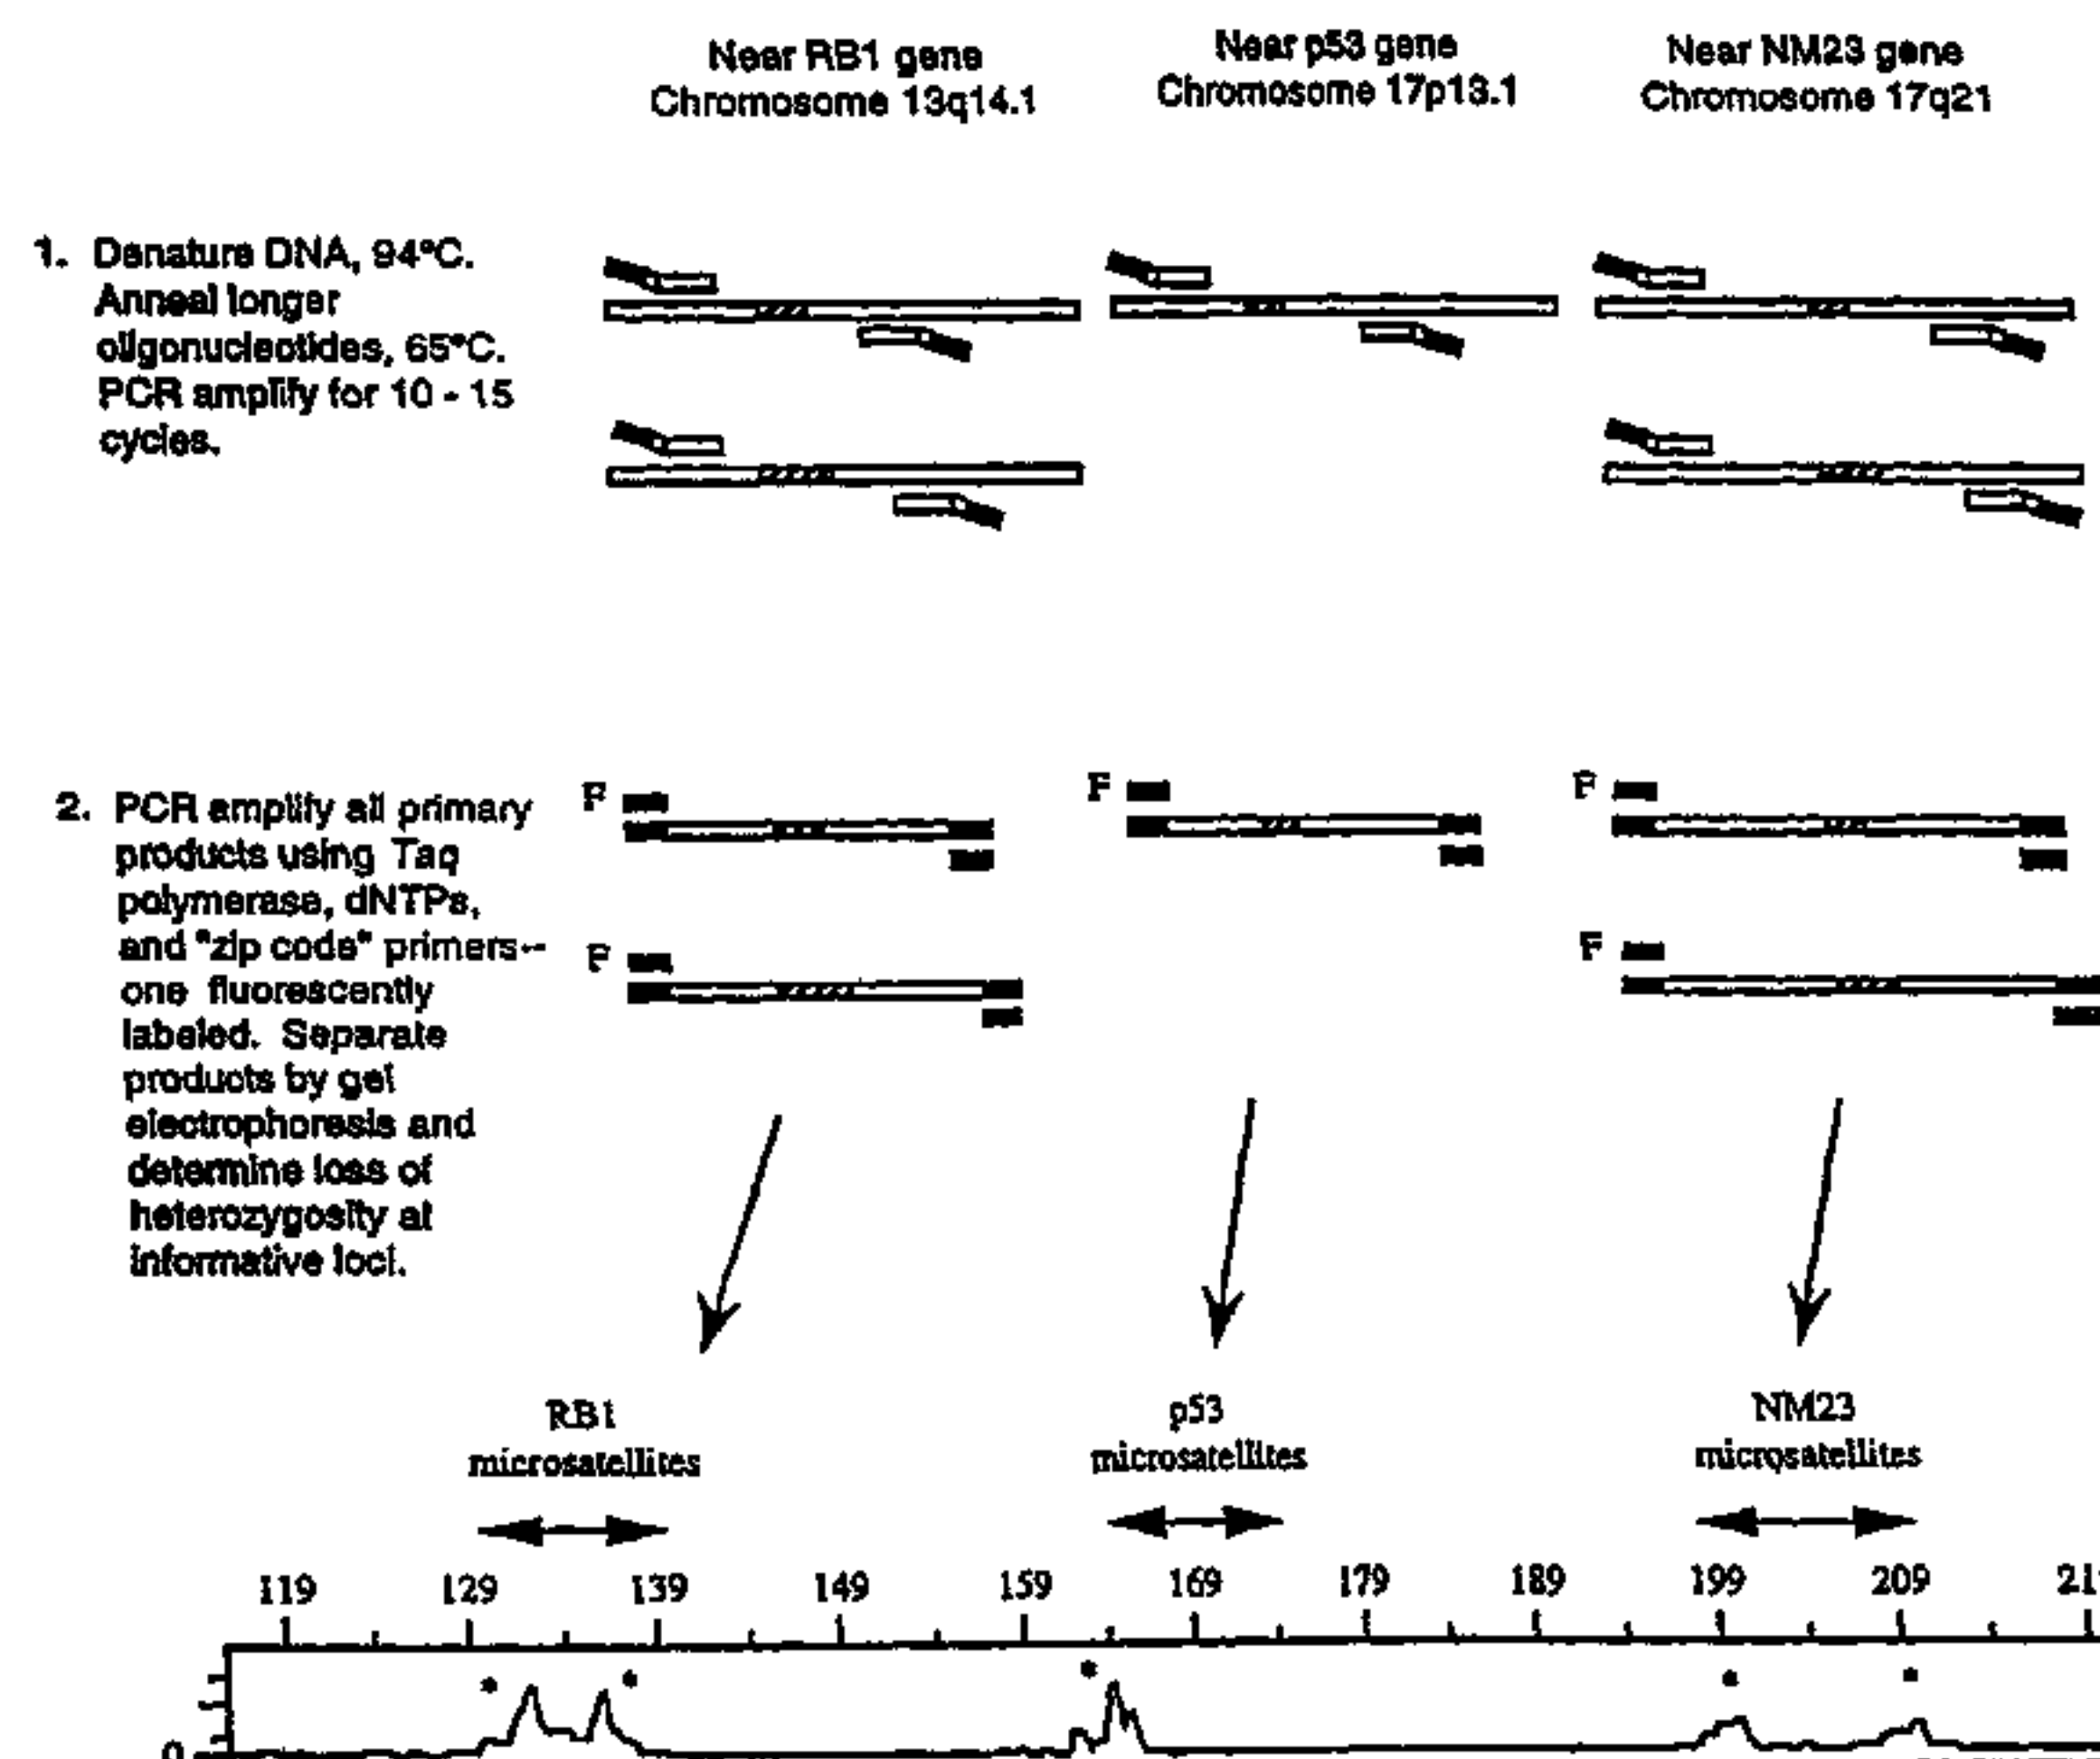 Near RB1 gene
Chromosome 13q14.1
Near p53 gene
Chromosome 17p13.1
Near NM23 gene
Chromosome 17q21
1. Denature DNA, 94°C.
Anneal longer
oligonucleotides, 65°C.
PCR amplify for 10 - 15
cycles.
2. PCR amplify all primary
products using Taq
polymerase, dNTPs,
and "zip code" primers--
one fluorescently
labeled. Separate
products by gel
electrophoresis and
determine loss of
heterozygosity at
informative loci.
F
F
F
F
F
RB1
microsatellites
p53
microsatellites
NM23
microsatellites
119 129 139 149 159 169 179 189 199 209
0